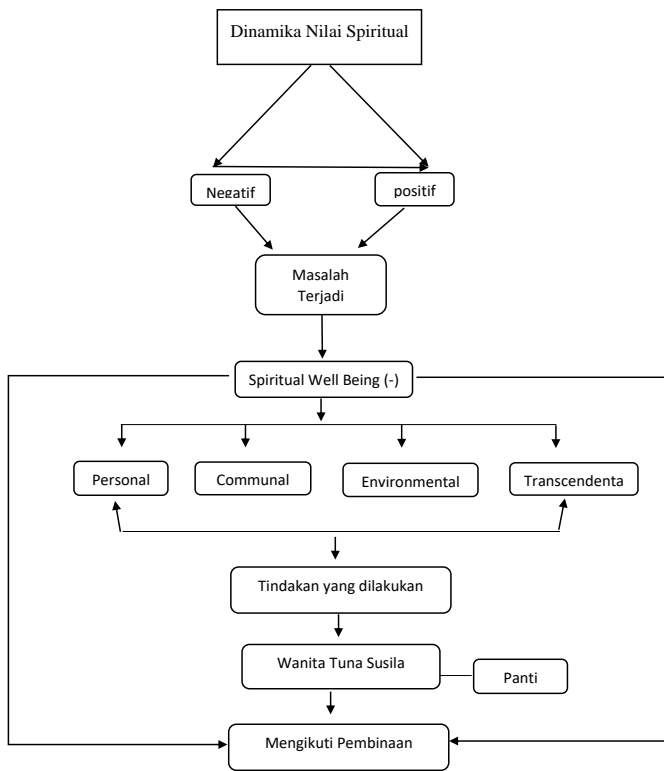 Dinamika Nilai Spiritual
Negatif
positif
Masalah
Terjadi
Spiritual Well Being (-)
Personal
Communal
Environmental
Transcendenta
Tindakan yang dilakukan
Wanita Tuna Susila
Panti
Mengikuti Pembinaan